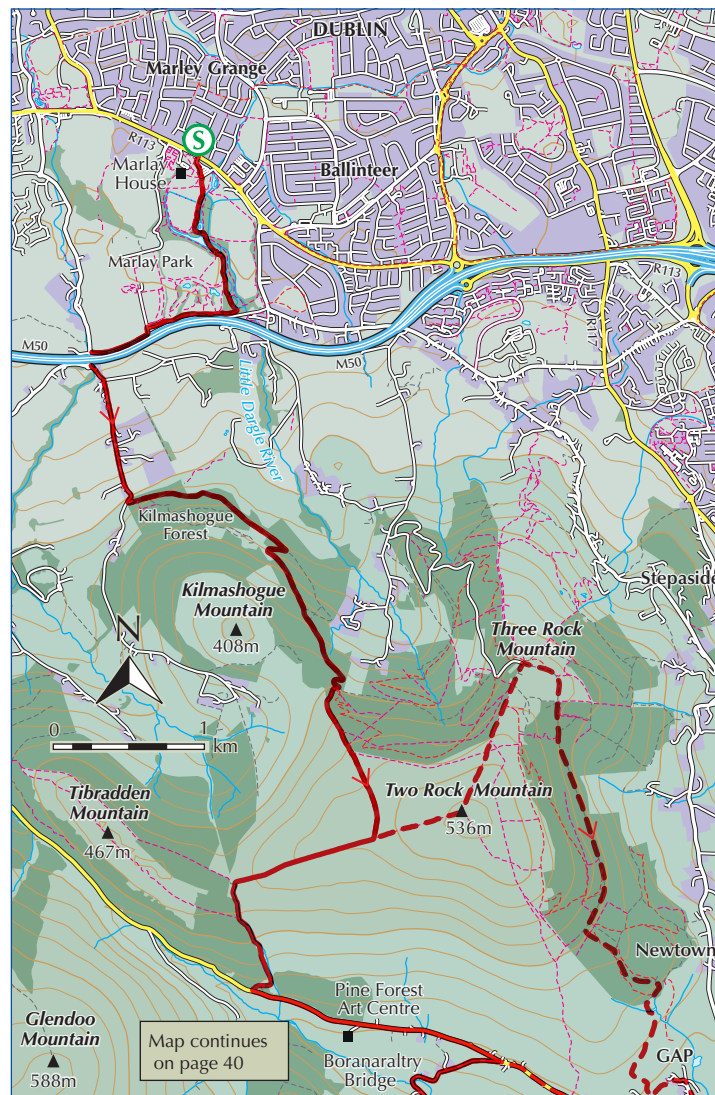 DUBLIN
Marley Grange
R113
S
Marlay
House
Ballinteer
Marlay Park
R113
R117
M50
M50
Little Dargle River
Kilmashogue
Forest
Kilmashogue
Mountain
408m
Stepaside
Three Rock
Mountain
N
0
1
km
Two Rock Mountain
536m
Tibradden
Mountain
467m
Newtown
Pine Forest
Art Centre
Glendoo
Mountain
588m
Map continues
on page 40
Boranaraltry
Bridge
GAP